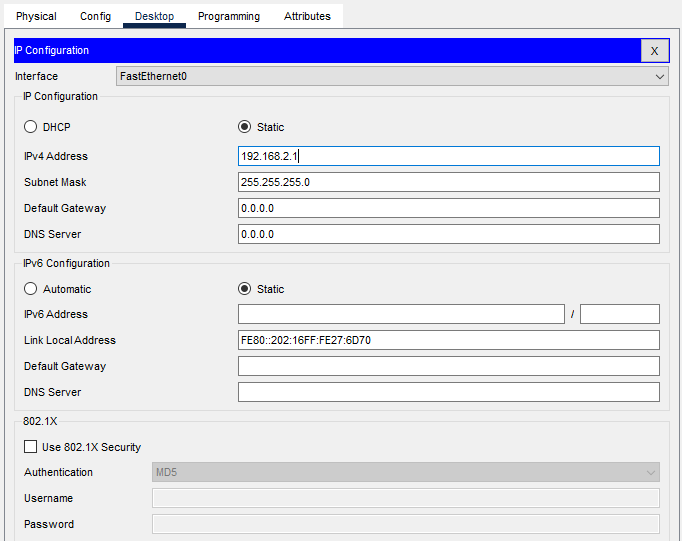 Physical Config Desktop Programming Attributes
IP Configuration X
Interface FastEthernet0
IP Configuration
DHCP Static
IPv4 Address 192.168.2.1
Subnet Mask 255.255.255.0
Default Gateway 0.0.0.0
DNS Server 0.0.0.0
IPv6 Configuration
Automatic Static
IPv6 Address /
Link Local Address FE80::202:16FF:FE27:6D70
Default Gateway
DNS Server
802.1X
Use 802.1X Security
Authentication MD5
Username
Password